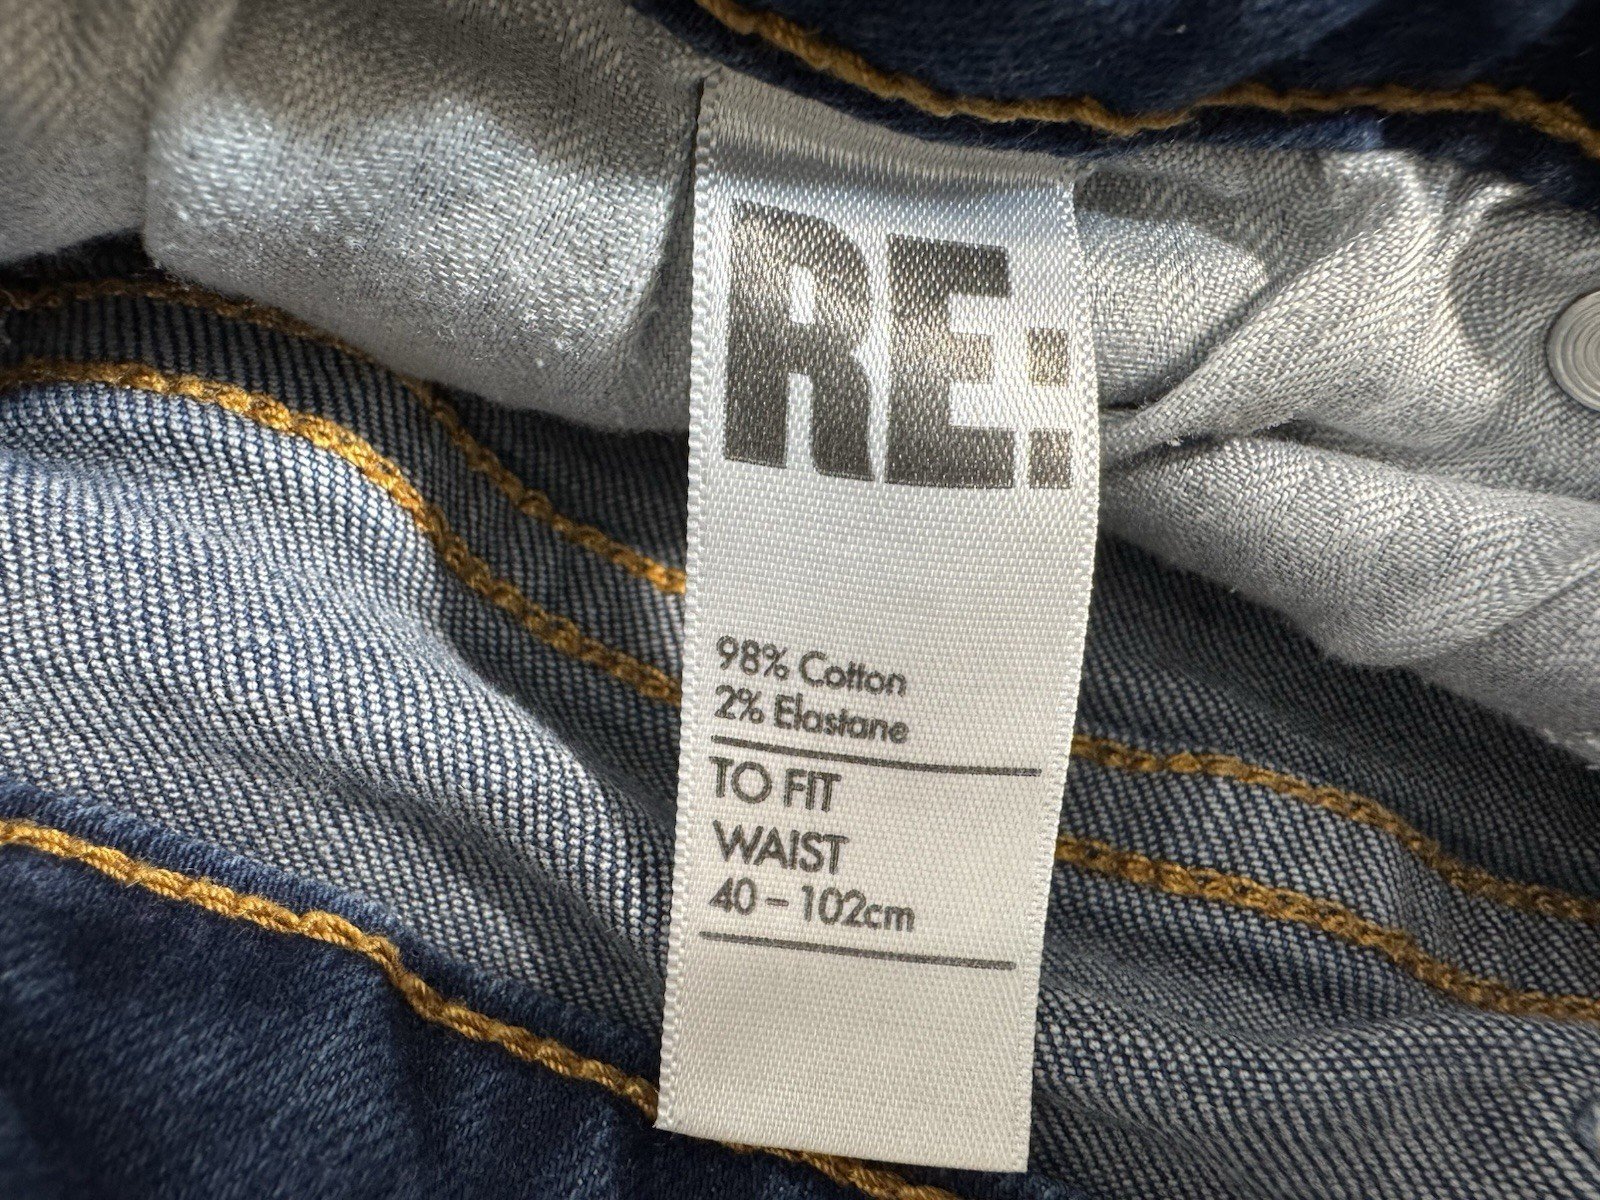 RE:
98% Cotton
2% Elastane
TO FIT
WAIST
40 – 102cm